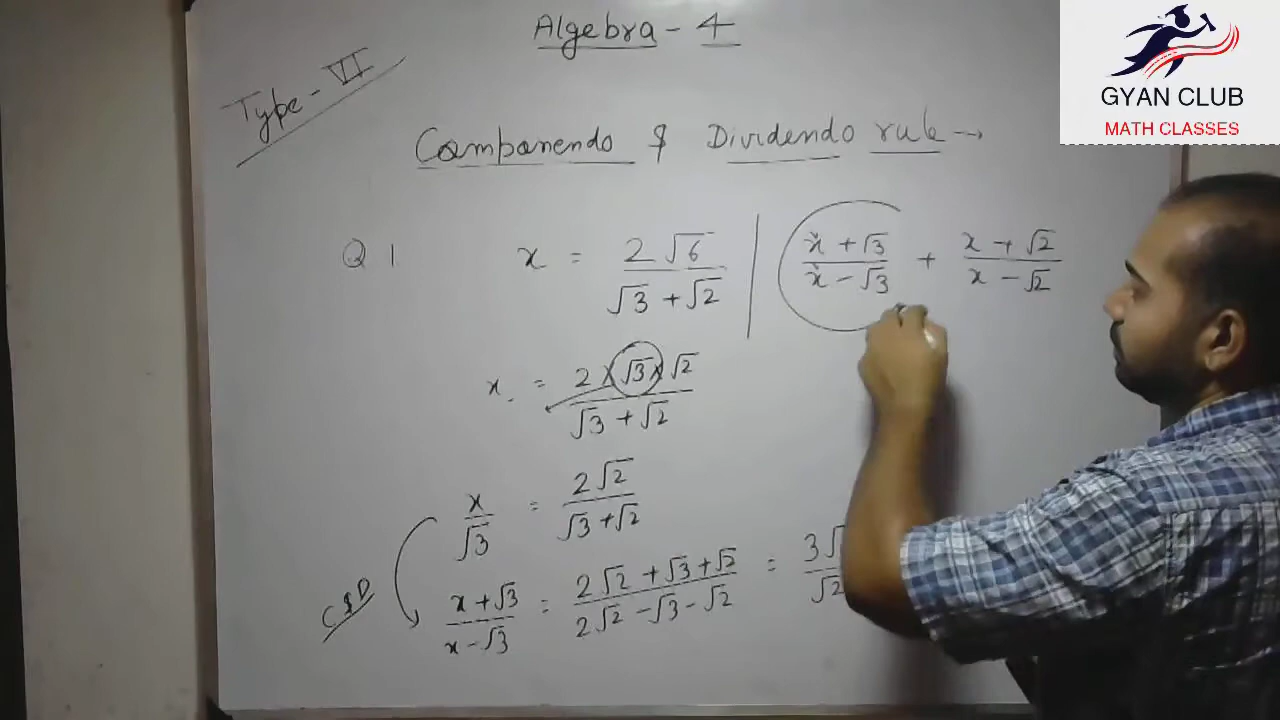 Algebra - 4
GYAN CLUB
MATH CLASSES
Type - VI
Componendo & Dividendo rule →
Q 1 x = 2√6 / √3 + √2 | x + √3 / x - √3 + x + √2 / x - √2
x = 2 × √3 × √2 / √3 + √2
x / √3 = 2√2 / √3 + √2
C & D x + √3 / x - √3 = 2√2 + √3 + √2 / 2√2 - √3 - √2 = 3√ / √2